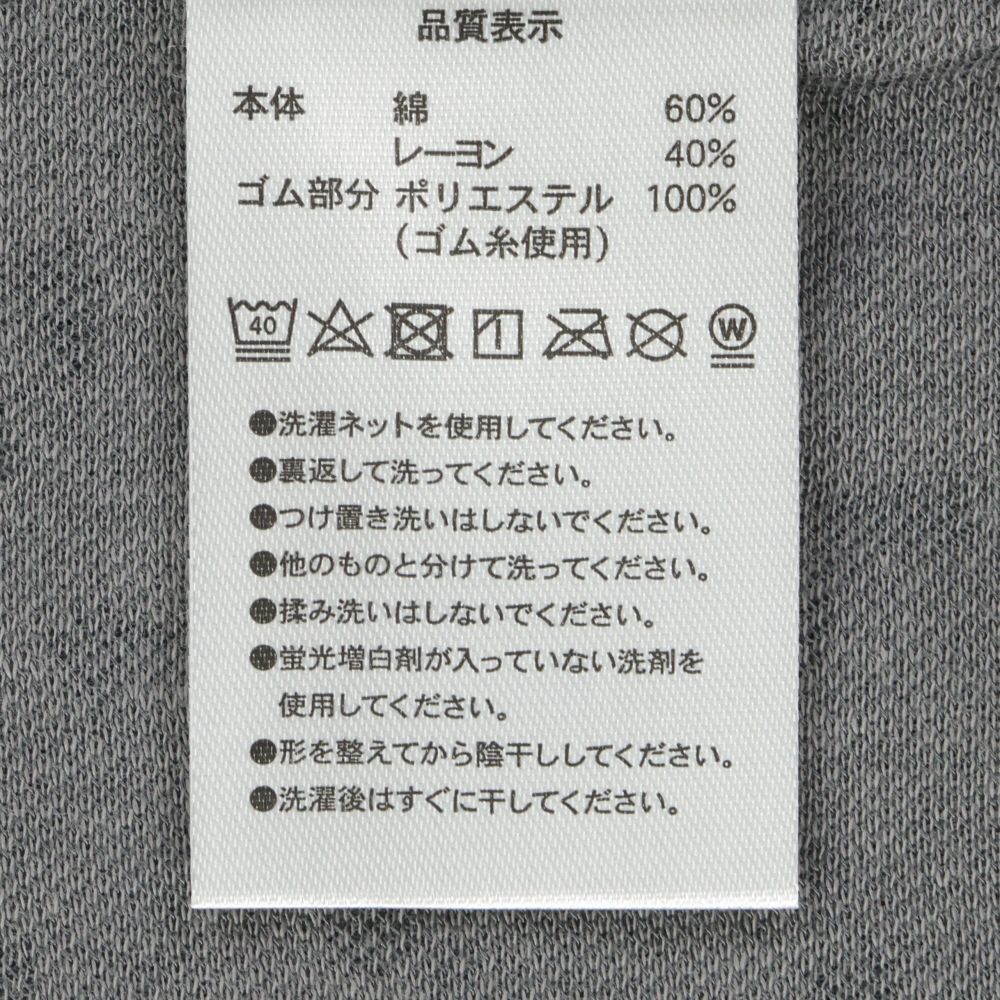 品質表示
本体 綿 60%
レーヨン 40%
ゴム部分 ポリエステル 100%
(ゴム糸使用)
40 W
●洗濯ネットを使用してください。
●裏返して洗ってください。
●つけ置き洗いはしないでください。
●他のものと分けて洗ってください。
●揉み洗いはしないでください。
●蛍光増白剤が入っていない洗剤を
使用してください。
●形を整えてから陰干ししてください。
●洗濯後はすぐに干してください。